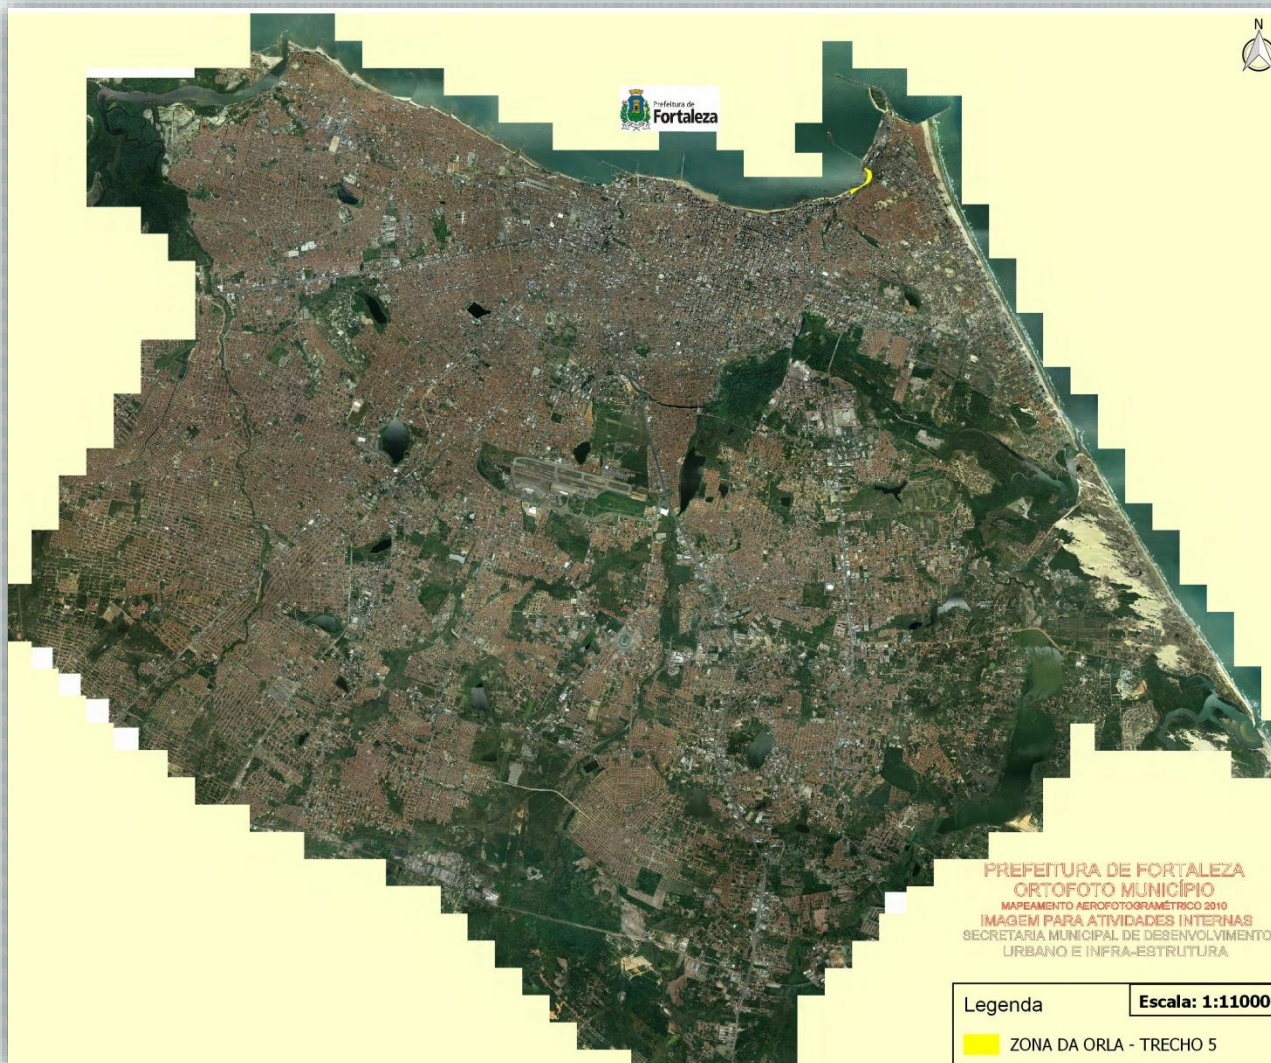 N
Prefeitura de
Fortaleza
PREFEITURA DE FORTALEZA
ORTOFOTO MUNICÍPIO
MAPEAMENTO AEROFOTOGRAMÉTRICO 2010
IMAGEM PARA ATIVIDADES INTERNAS
SECRETARIA MUNICIPAL DE DESENVOLVIMENTO
URBANO E INFRA-ESTRUTURA
Legenda
Escala: 1:11000
ZONA DA ORLA - TRECHO 5